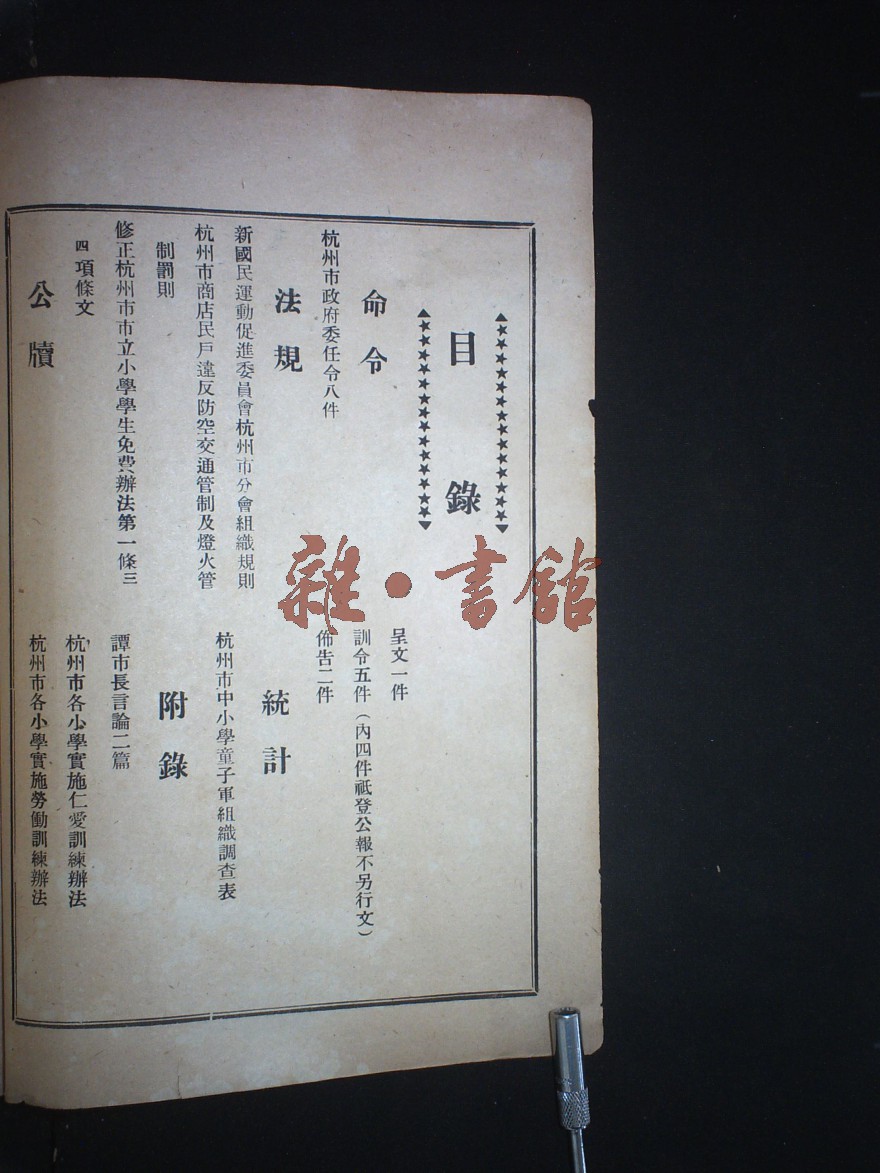 目錄
命令
杭州市政府委任令八件
法規
新國民運動促進委員會杭州市分會組織規則
杭州市商店民戶違反防空交通管制及燈火管
制罰則
修正杭州市市立小學學生免費辦法第一條三
四項條文
公牘
呈文一件
訓令五件（內四件祇登公報不另行文）
佈告二件
統計
杭州市中小學童子軍組織調查表
附錄
譚市長言論二篇
杭州市各小學實施仁愛訓練辦法
杭州市各小學實施勞働訓練辦法
雜·書館